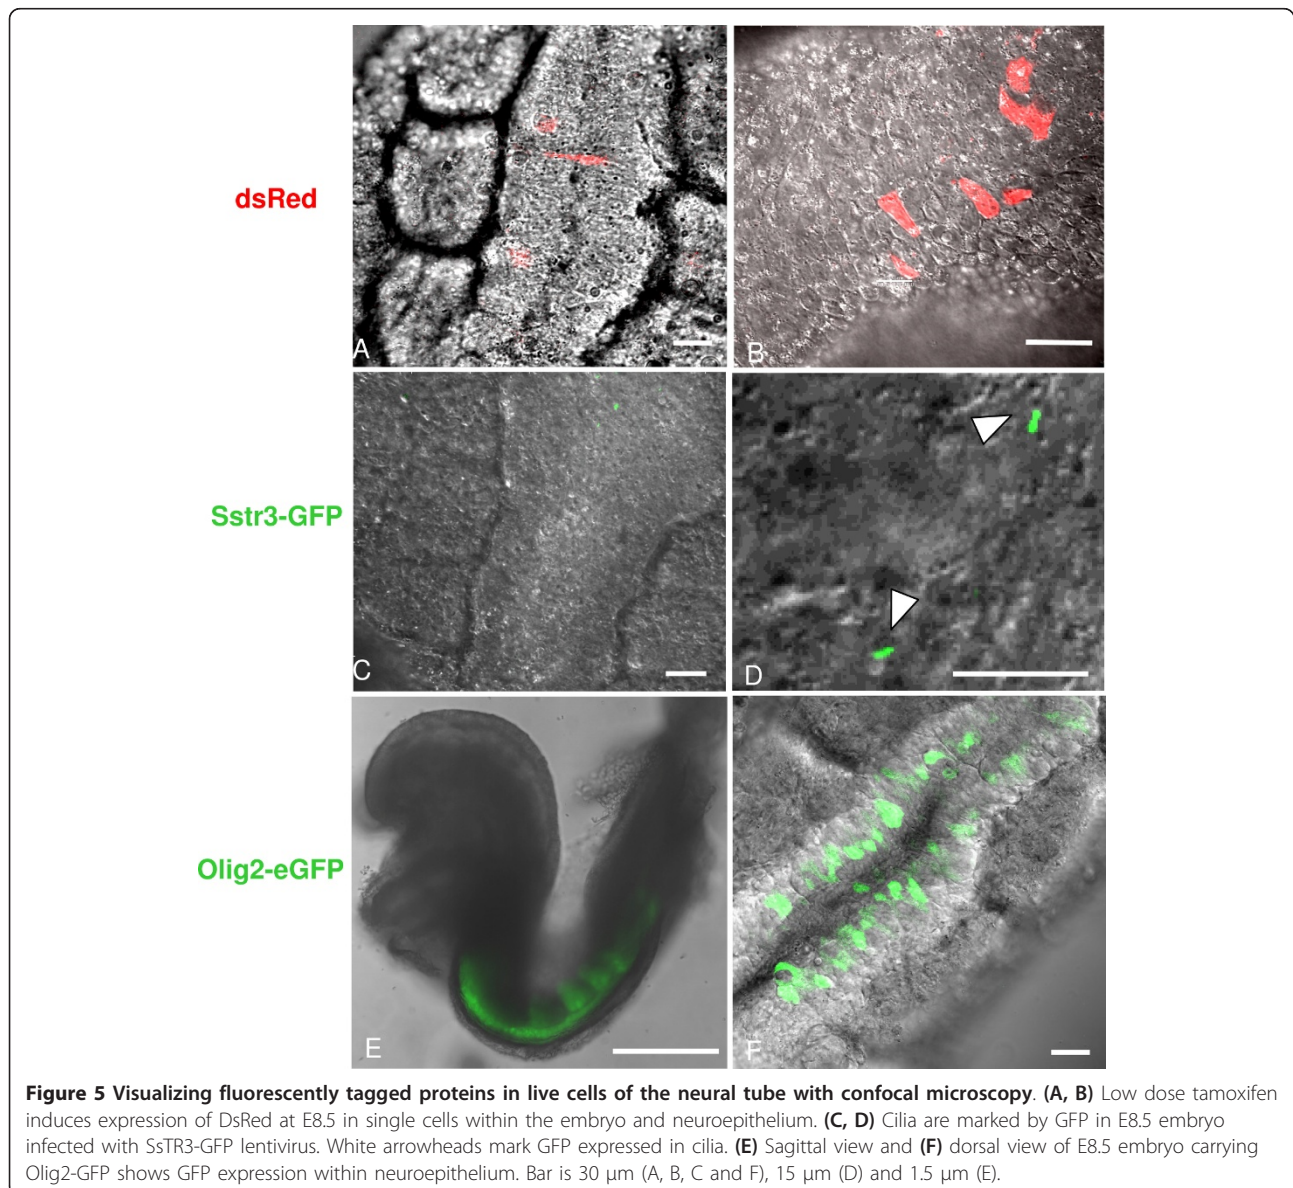 dsRed
A
B
Sstr3-GFP
C
D
Olig2-eGFP
E
F
Figure 5 Visualizing fluorescently tagged proteins in live cells of the neural tube with confocal microscopy. (A, B) Low dose tamoxifen
induces expression of DsRed at E8.5 in single cells within the embryo and neuroepithelium. (C, D) Cilia are marked by GFP in E8.5 embryo
infected with SsTR3-GFP lentivirus. White arrowheads mark GFP expressed in cilia. (E) Sagittal view and (F) dorsal view of E8.5 embryo carrying
Olig2-GFP shows GFP expression within neuroepithelium. Bar is 30 μm (A, B, C and F), 15 μm (D) and 1.5 μm (E).